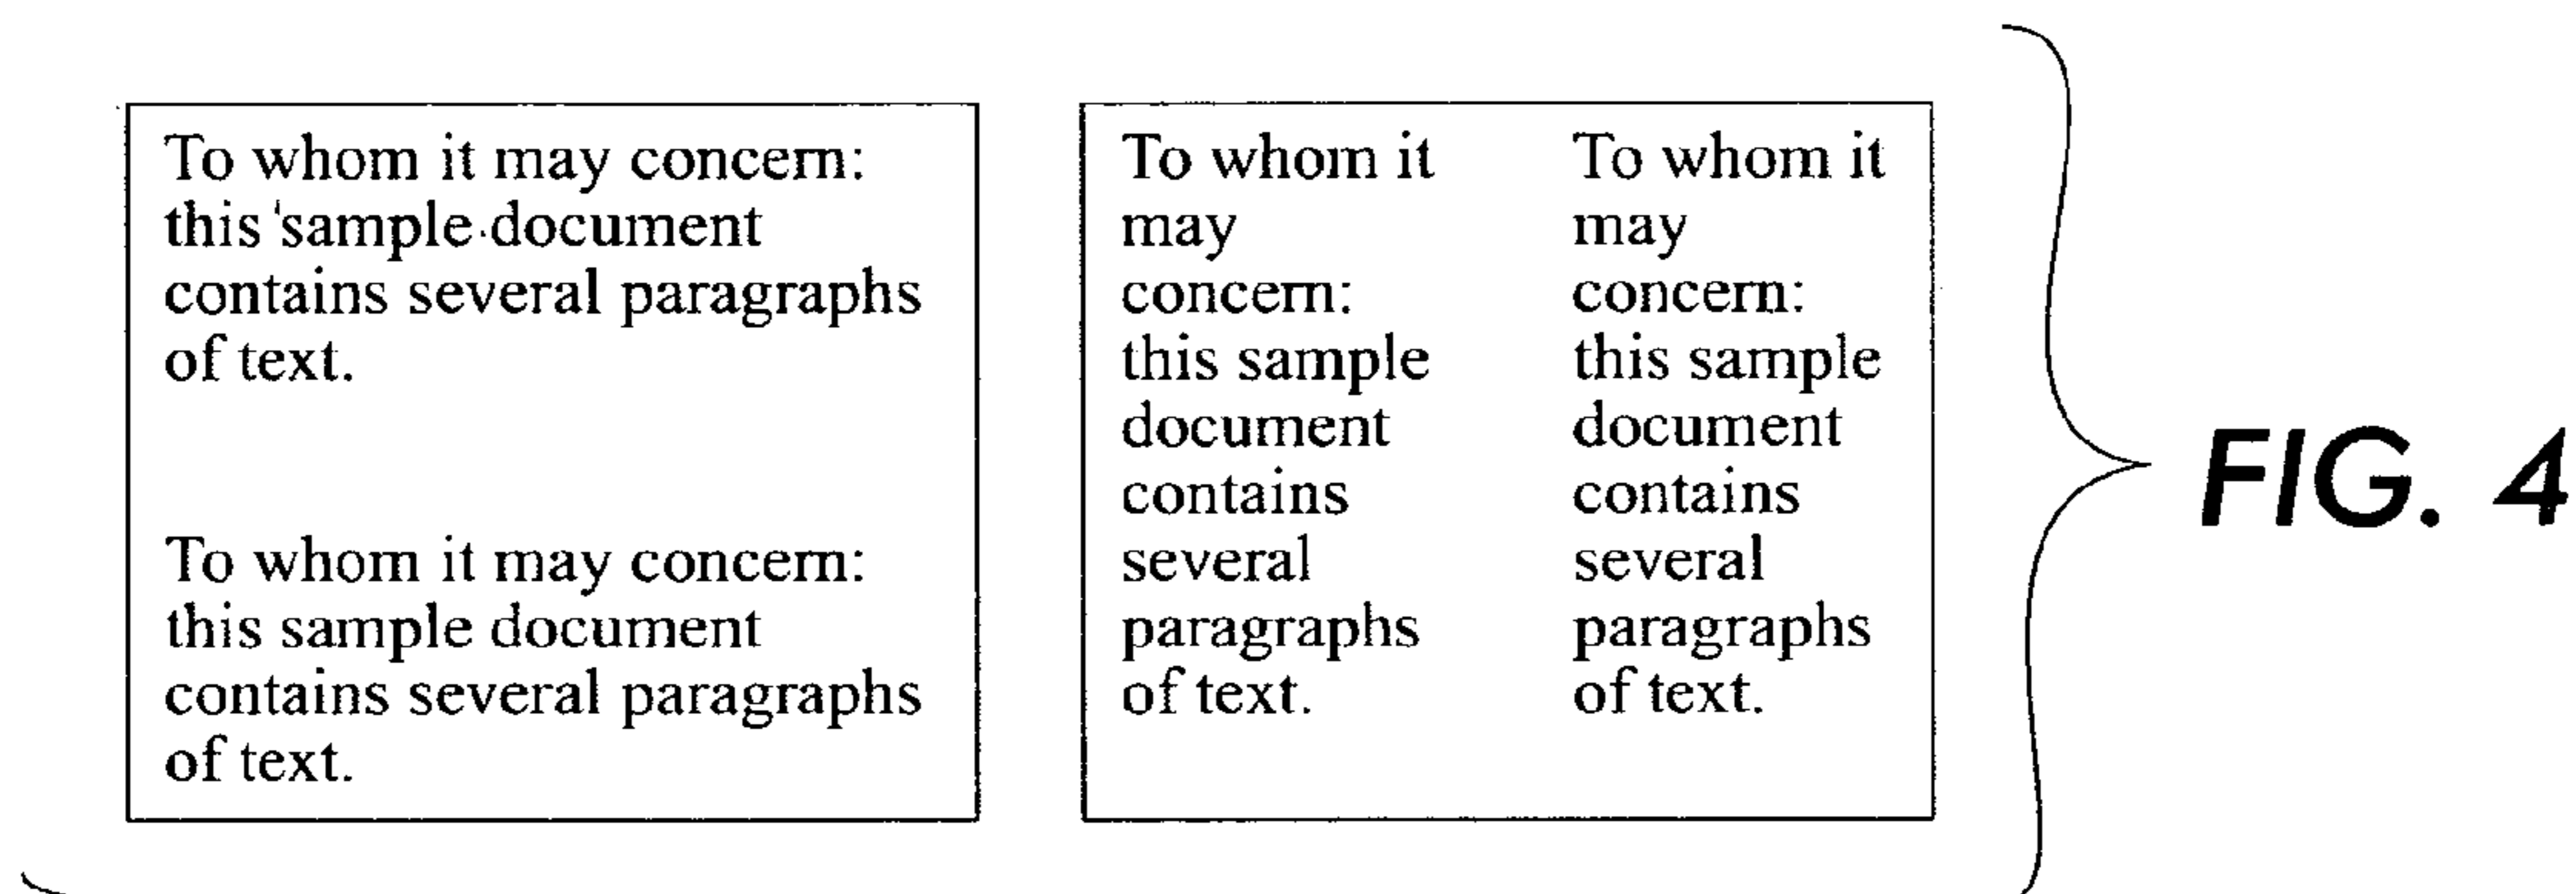 To whom it may concern:
this sample document
contains several paragraphs
of text.
To whom it may concern:
this sample document
contains several paragraphs
of text.
To whom it
may
concern:
this sample
document
contains
several
paragraphs
of text.
To whom it
may
concern:
this sample
document
contains
several
paragraphs
of text.
FIG. 4